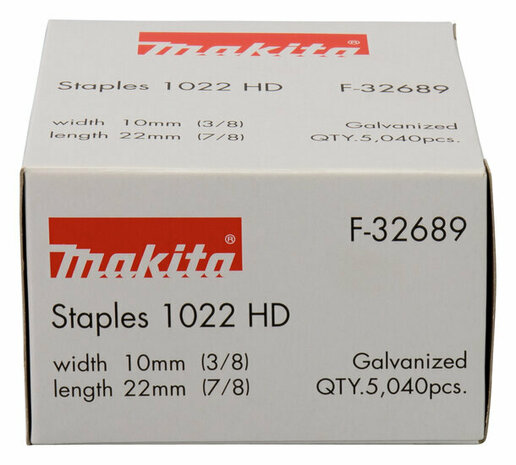 makita®
Staples 1022 HD F-32689
width 10mm (3/8) Galvanized
length 22mm (7/8) QTY.5,040pcs.
makita® F-32689
Staples 1022 HD
width 10mm (3/8) Galvanized
length 22mm (7/8) QTY.5,040pcs.